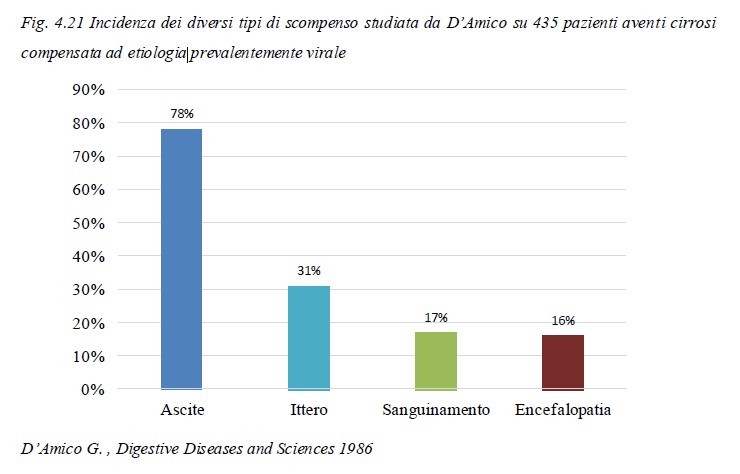 Fig. 4.21 Incidenza dei diversi tipi di scompenso studiata da D'Amico su 435 pazienti aventi cirrosi
compensata ad etiologia prevalentemente virale
90%
80%
70%
60%
50%
40%
30%
20%
10%
0%
78%
31%
17%
16%
Ascite
Ittero
Sanguinamento
Encefalopatia
D'Amico G. , Digestive Diseases and Sciences 1986